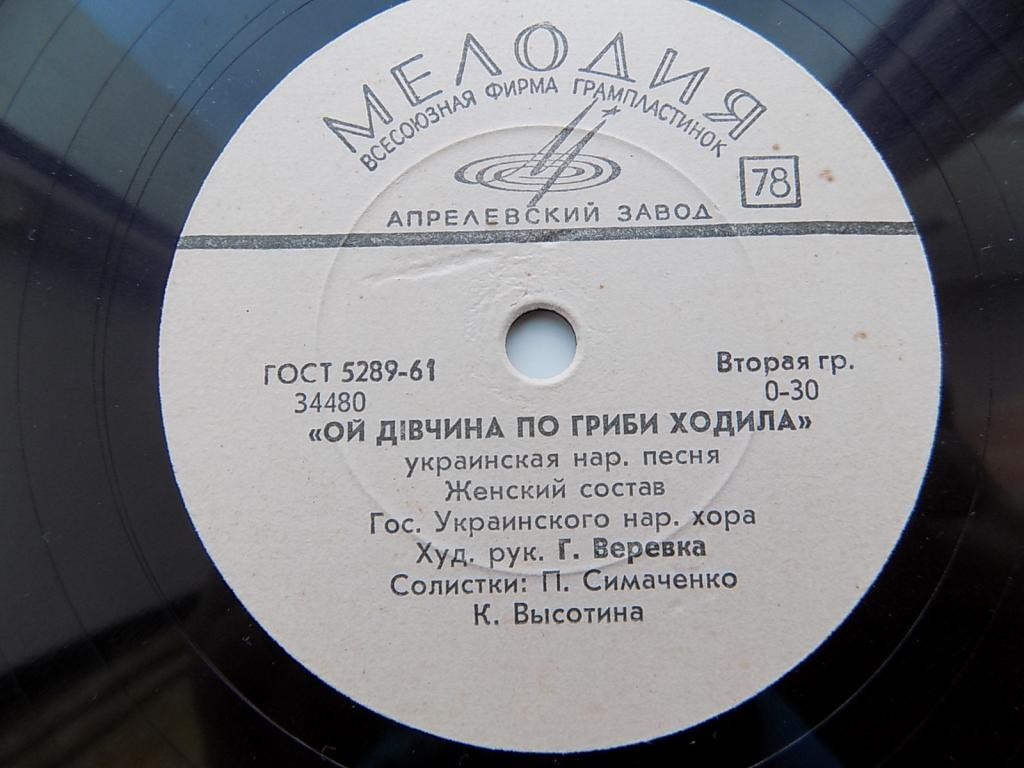 МЕЛОДИЯ
ВСЕСОЮЗНАЯ ФИРМА ГРАМПЛАСТИНОК
78
АПРЕЛЕВСКИЙ ЗАВОД
ГОСТ 5289-61
Вторая гр.
34480
0-30
«ОЙ ДІВЧИНА ПО ГРИБИ ХОДИЛА»
украинская нар. песня
Женский состав
Гос. Украинского нар. хора
Худ. рук. Г. Веревка
Солистки: П. Симаченко
К. Высотина